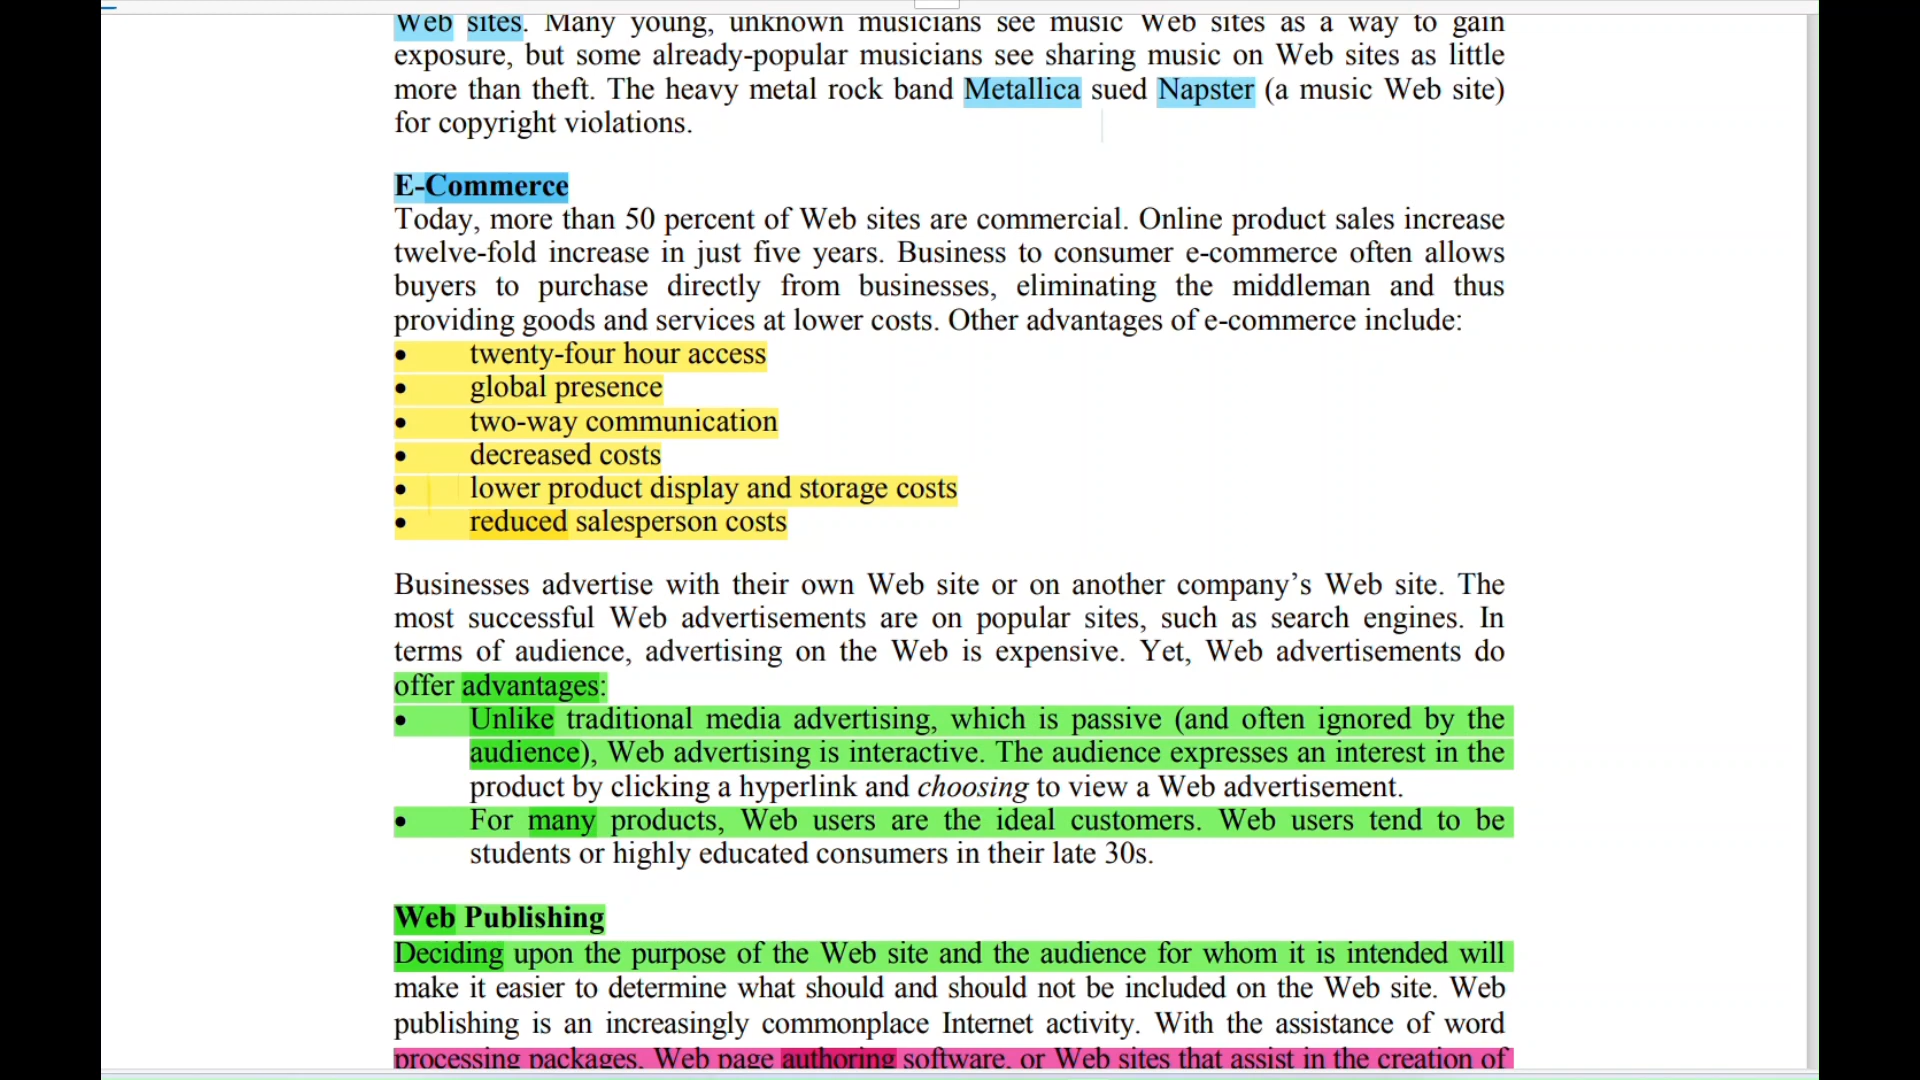 Web sites. Many young, unknown musicians see music Web sites as a way to gain
exposure, but some already-popular musicians see sharing music on Web sites as little
more than theft. The heavy metal rock band Metallica sued Napster (a music Web site)
for copyright violations.
E-Commerce
Today, more than 50 percent of Web sites are commercial. Online product sales increase
twelve-fold increase in just five years. Business to consumer e-commerce often allows
buyers to purchase directly from businesses, eliminating the middleman and thus
providing goods and services at lower costs. Other advantages of e-commerce include:
• twenty-four hour access
• global presence
• two-way communication
• decreased costs
• lower product display and storage costs
• reduced salesperson costs
Businesses advertise with their own Web site or on another company’s Web site. The
most successful Web advertisements are on popular sites, such as search engines. In
terms of audience, advertising on the Web is expensive. Yet, Web advertisements do
offer advantages:
• Unlike traditional media advertising, which is passive (and often ignored by the
audience), Web advertising is interactive. The audience expresses an interest in the
product by clicking a hyperlink and choosing to view a Web advertisement.
• For many products, Web users are the ideal customers. Web users tend to be
students or highly educated consumers in their late 30s.
Web Publishing
Deciding upon the purpose of the Web site and the audience for whom it is intended will
make it easier to determine what should and should not be included on the Web site. Web
publishing is an increasingly commonplace Internet activity. With the assistance of word
processing packages, Web page authoring software, or Web sites that assist in the creation of